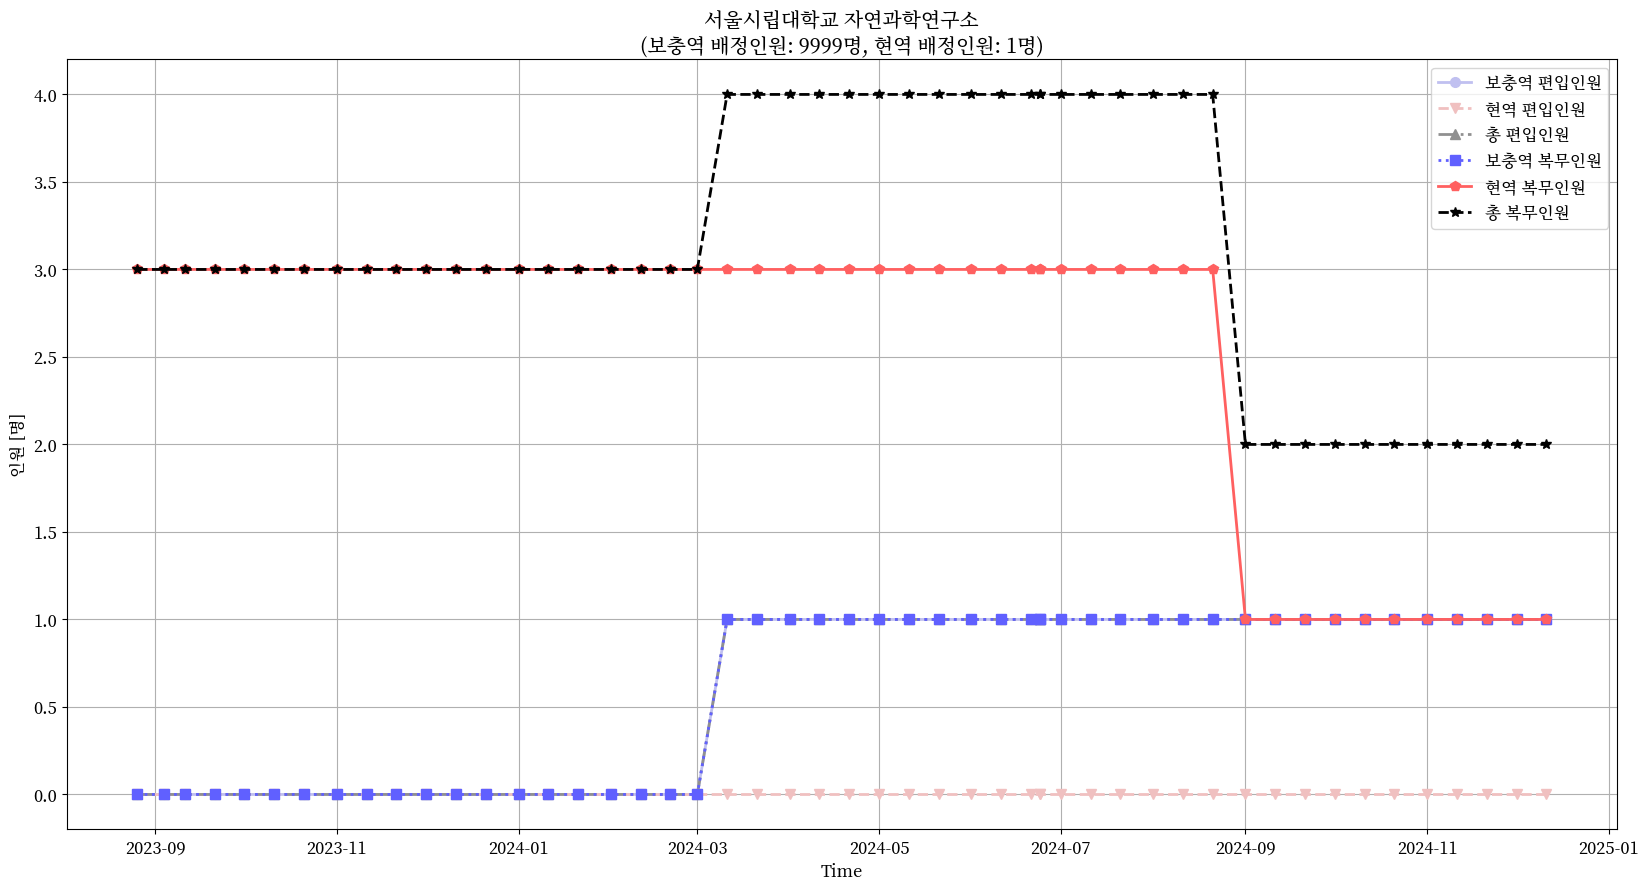 서울시립대학교 자연과학연구소
(보충역 배정인원: 9999명, 현역 배정인원: 1명)
보충역 편입인원
현역 편입인원
총 편입인원
보충역 복무인원
현역 복무인원
총 복무인원
인원 [명]
4.0
3.5
3.0
2.5
2.0
1.5
1.0
0.5
0.0
2023-09
2023-11
2024-01
2024-03
2024-05
2024-07
2024-09
2024-11
2025-01
Time